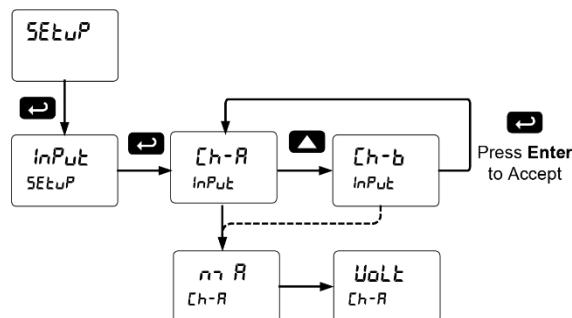 SEtuP
InPut
SEtuP
Ch-A
InPut
Ch-b
InPut
Press Enter
to Accept
mA
Ch-A
VoLt
Ch-A